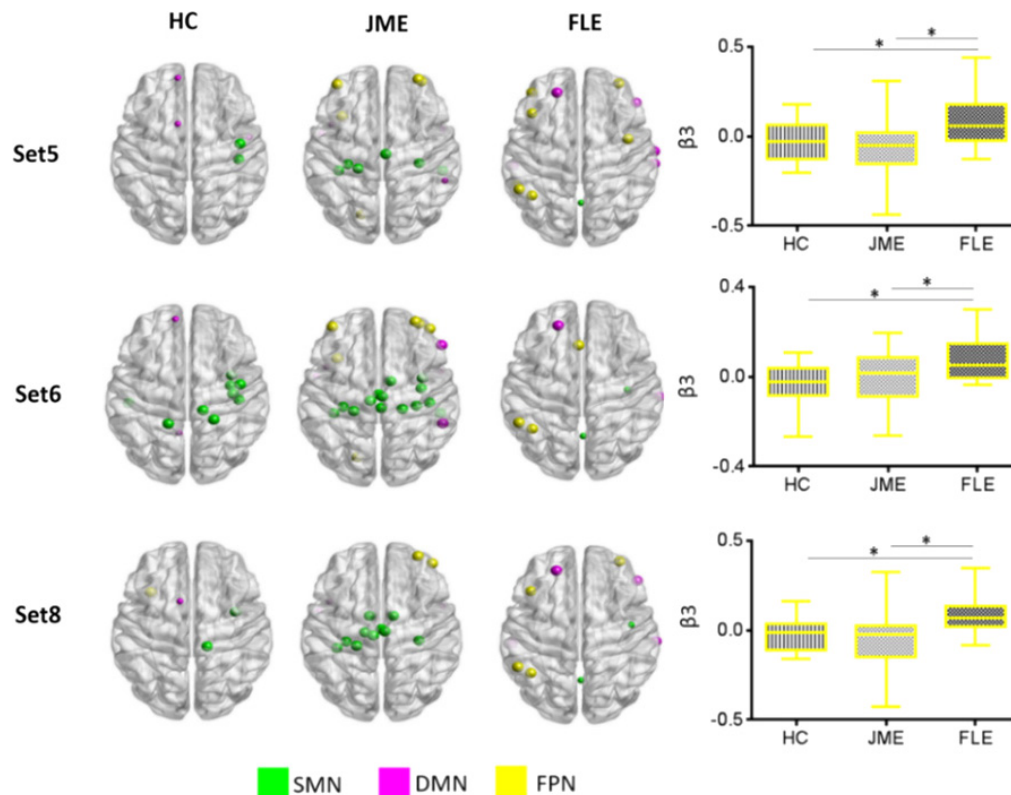 HC JME FLE
* *
0.5
Set5
β3
0.0
-0.5
HC JME FLE
* *
0.4
Set6
β3
0.0
-0.4
HC JME FLE
* *
0.5
Set8
β3
0.0
-0.5
HC JME FLE
SMN DMN FPN